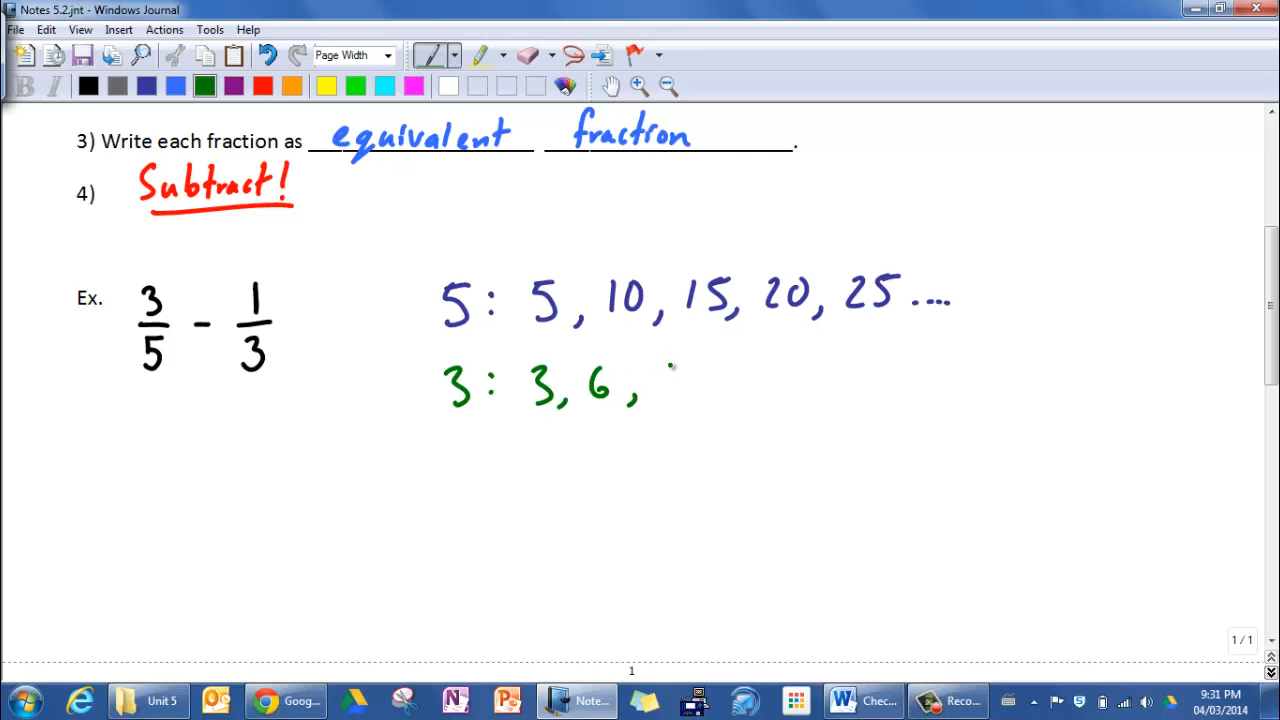 Notes 5.2.jnt - Windows Journal
File Edit View Insert Actions Tools Help
Page Width
B I
3) Write each fraction as equivalent fraction.
4) Subtract!
Ex. 3/5 - 1/3
5: 5, 10, 15, 20, 25 ....
3: 3, 6,
1 / 1
1
Unit 5
Goog...
Note...
Chec...
Reco...
9:31 PM
04/03/2014